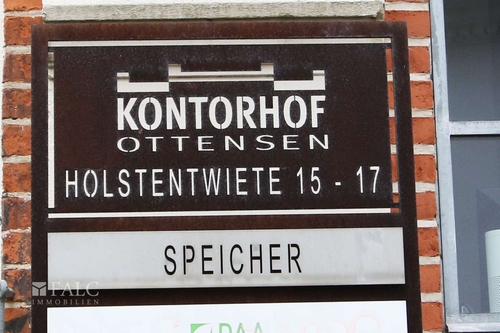 KONTORHOF
OTTENSEN
HOLSTENTWIETE 15 - 17
SPEICHER
FALC
IMMOBILIEN